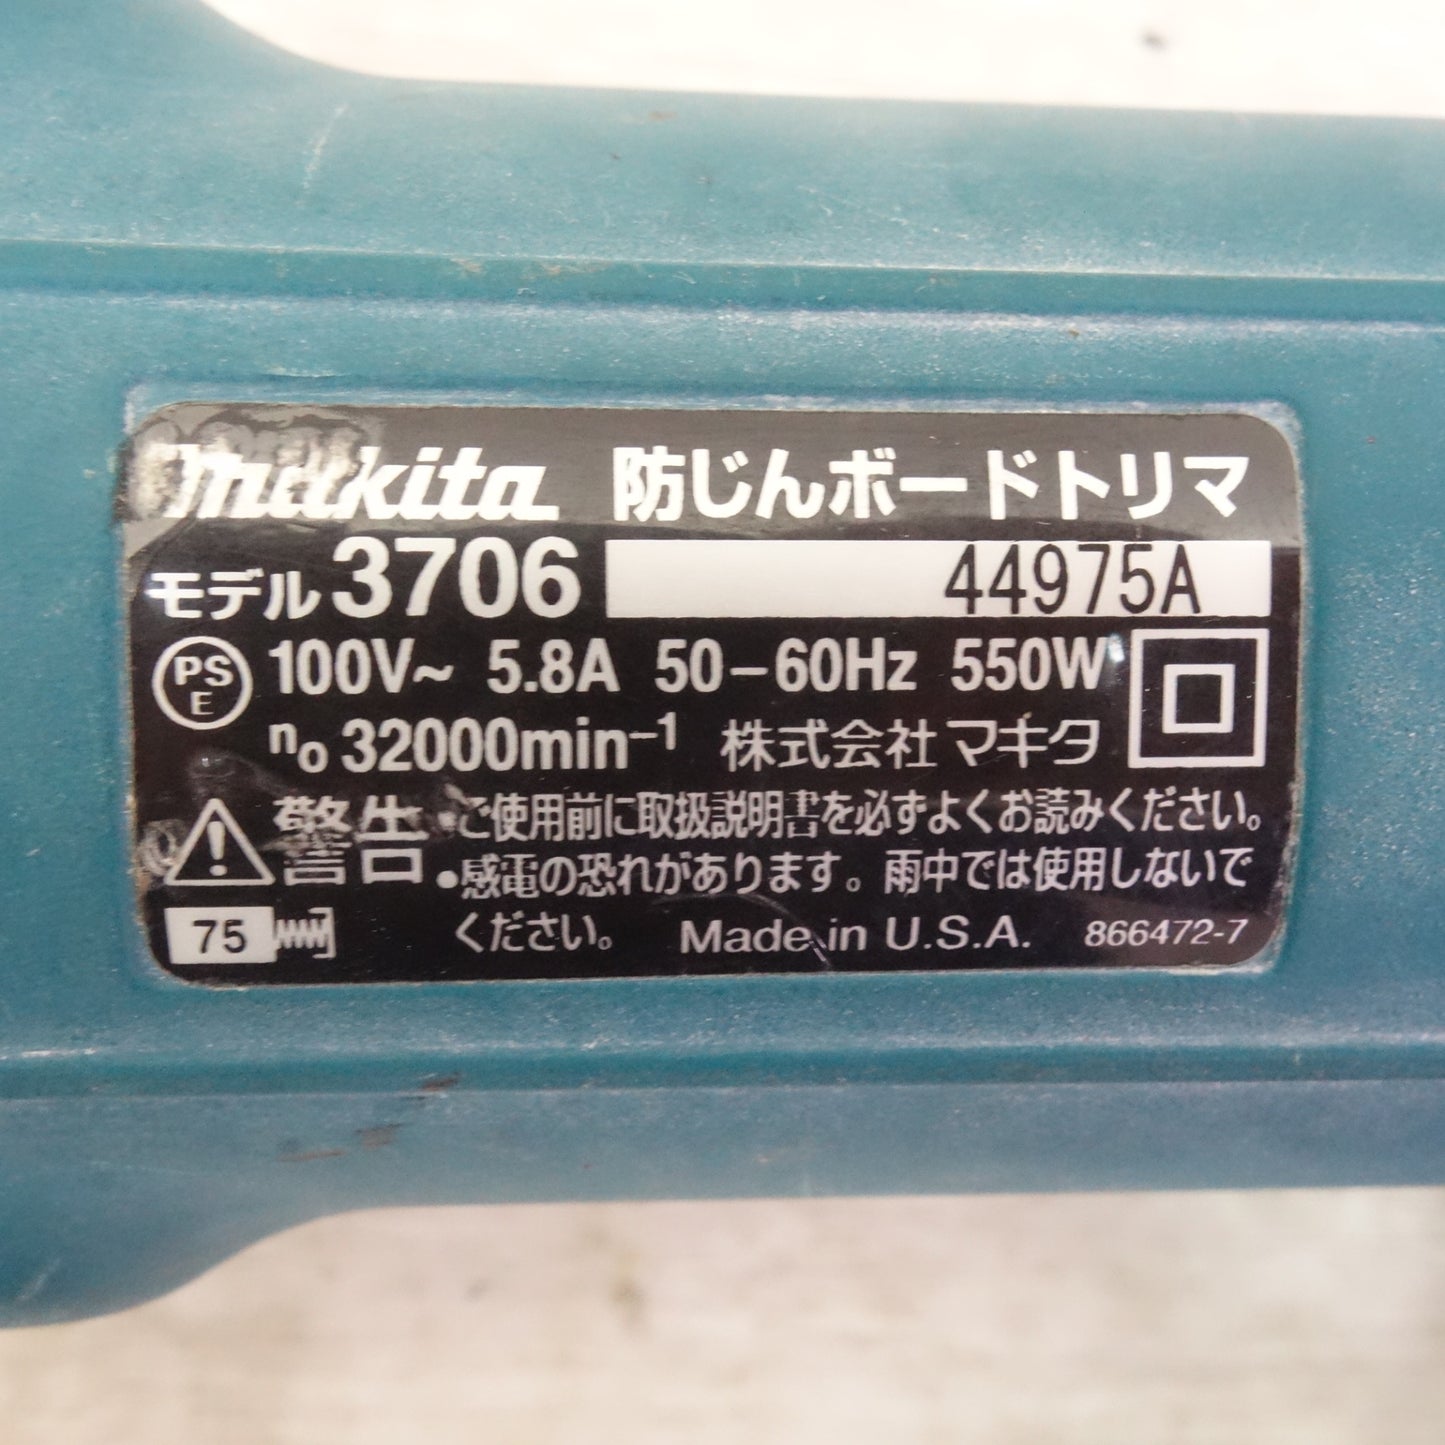 makita 防じんボードトリマ
モデル 3706 44975A
PS E 100V~ 5.8A 50-60Hz 550W
n₀ 32000min⁻¹ 株式会社マキタ
警告 •ご使用前に取扱説明書を必ずよくお読みください。
•感電の恐れがあります。雨中では使用しないで
ください。 Made in U.S.A. 866472-7
75